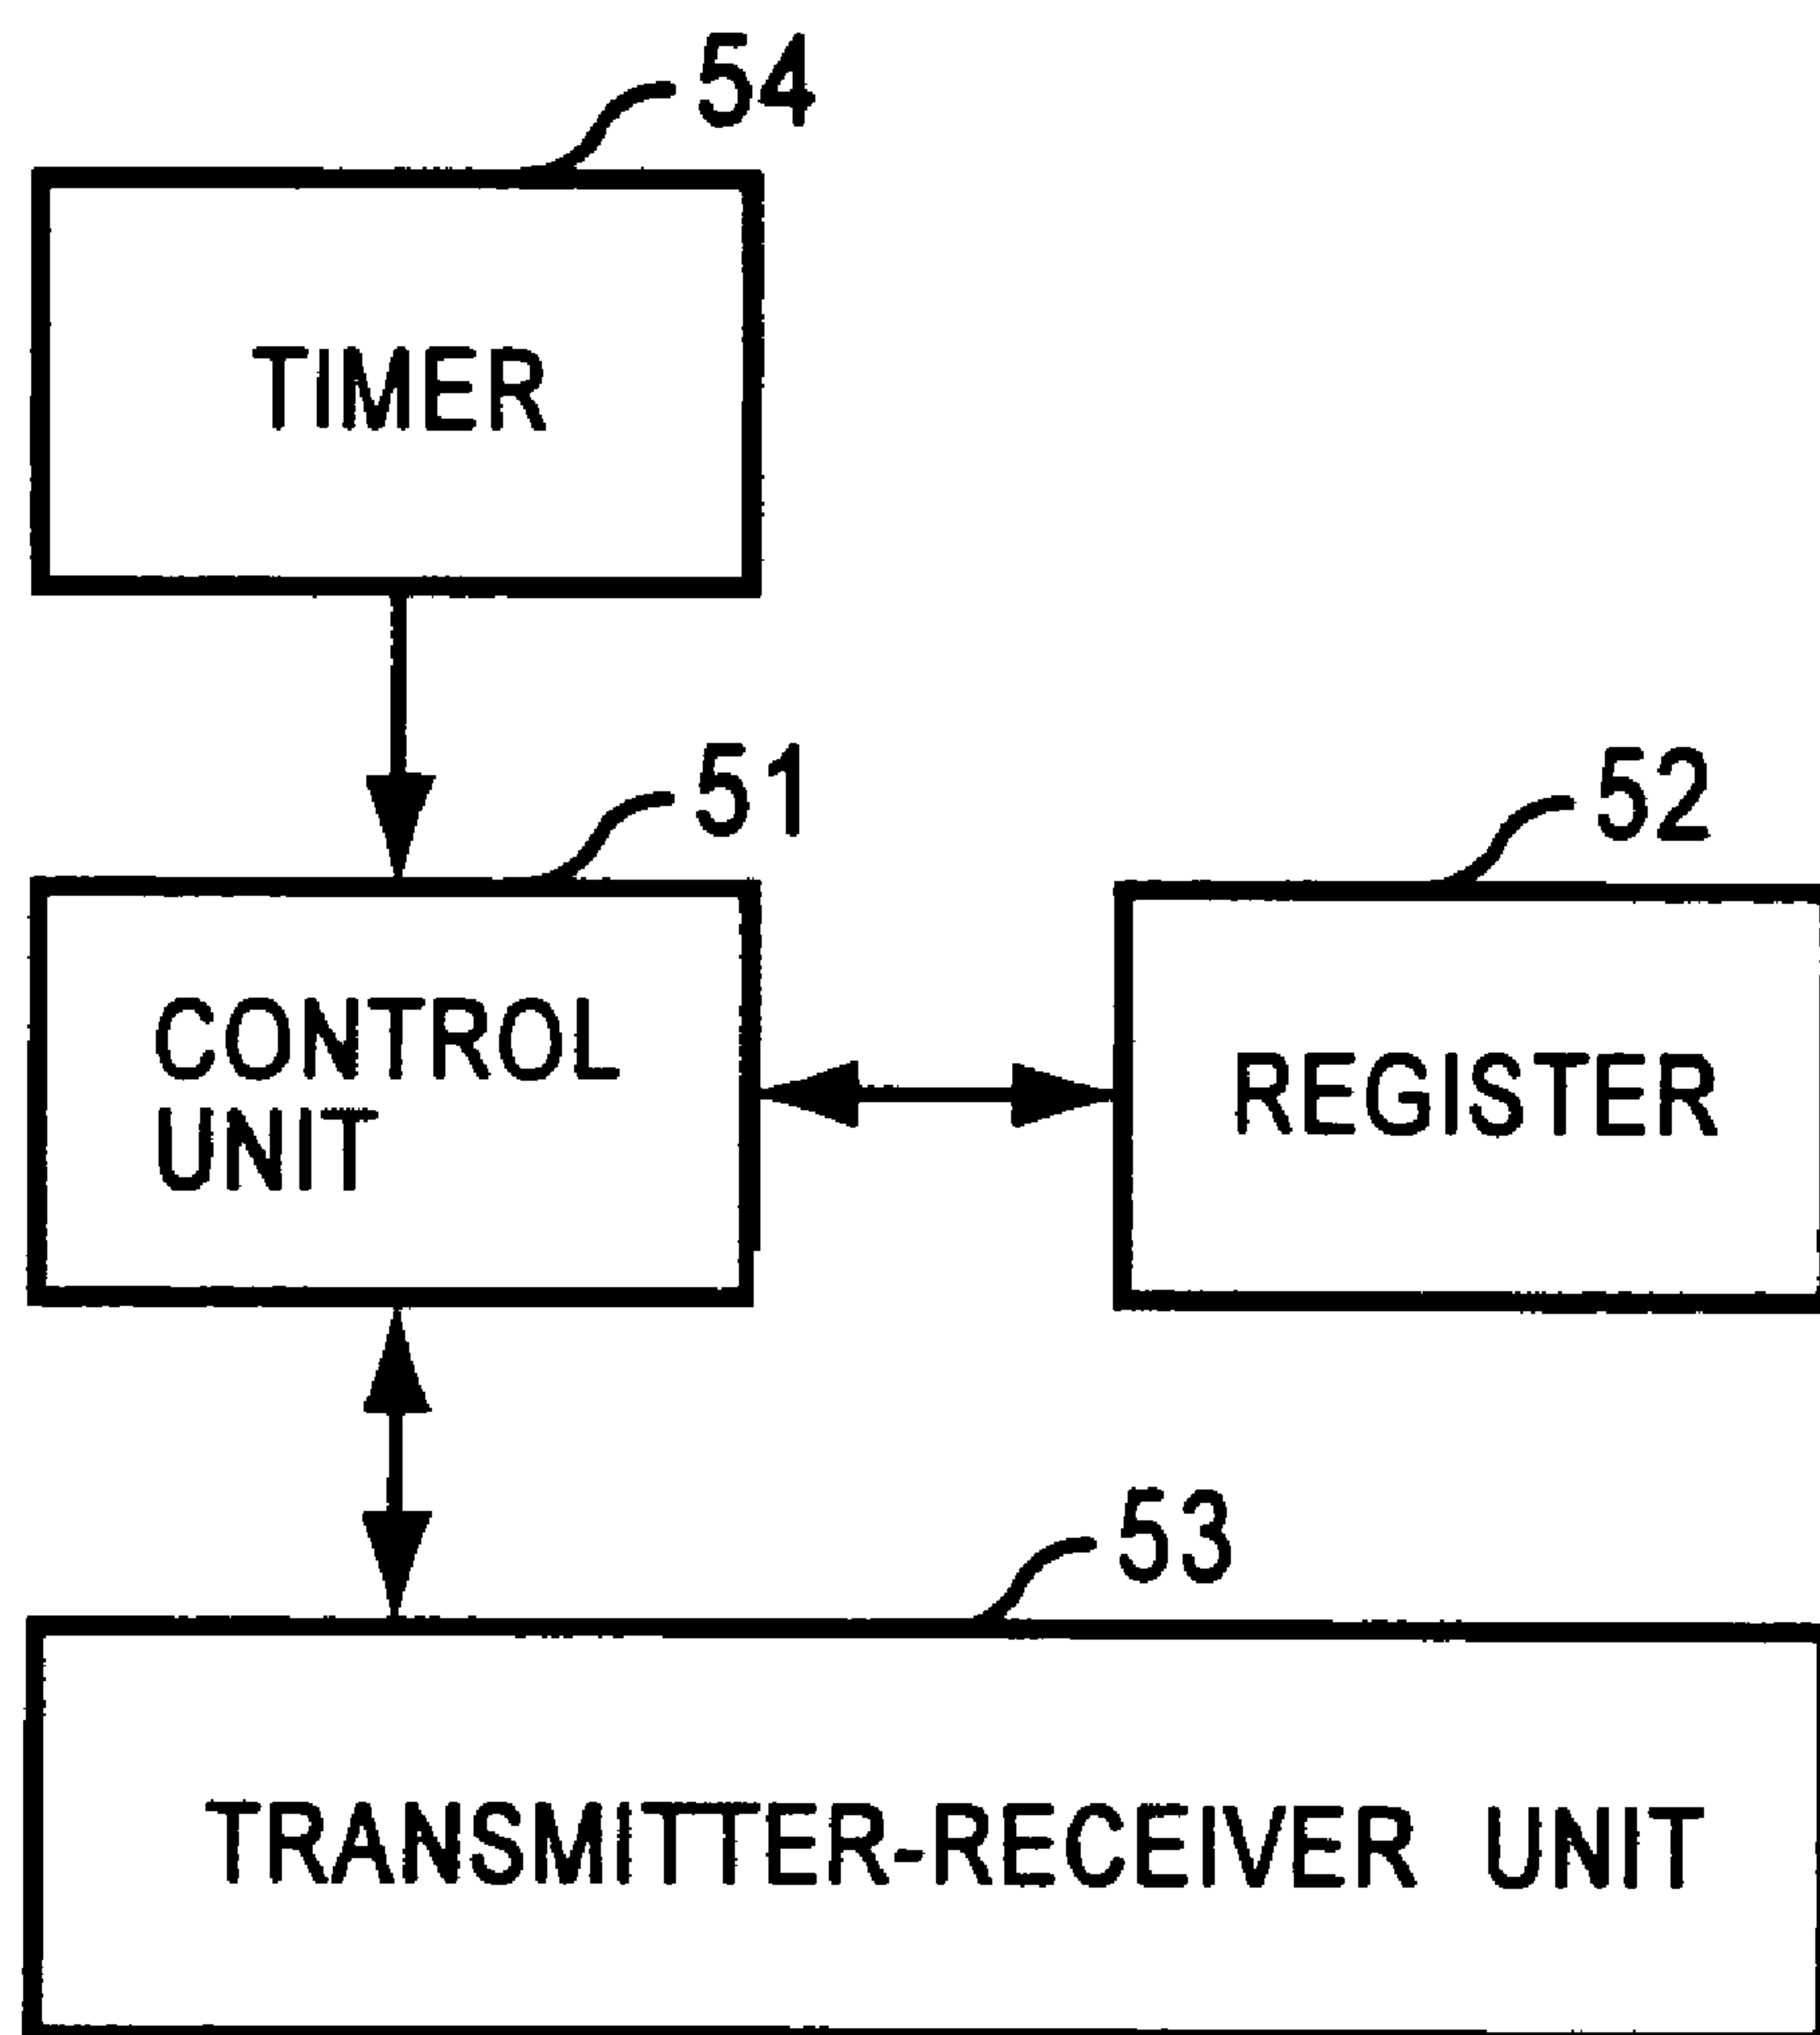 54
TIMER
51
52
CONTROL
UNIT
REGISTER
53
TRANSMITTER-RECEIVER UNIT